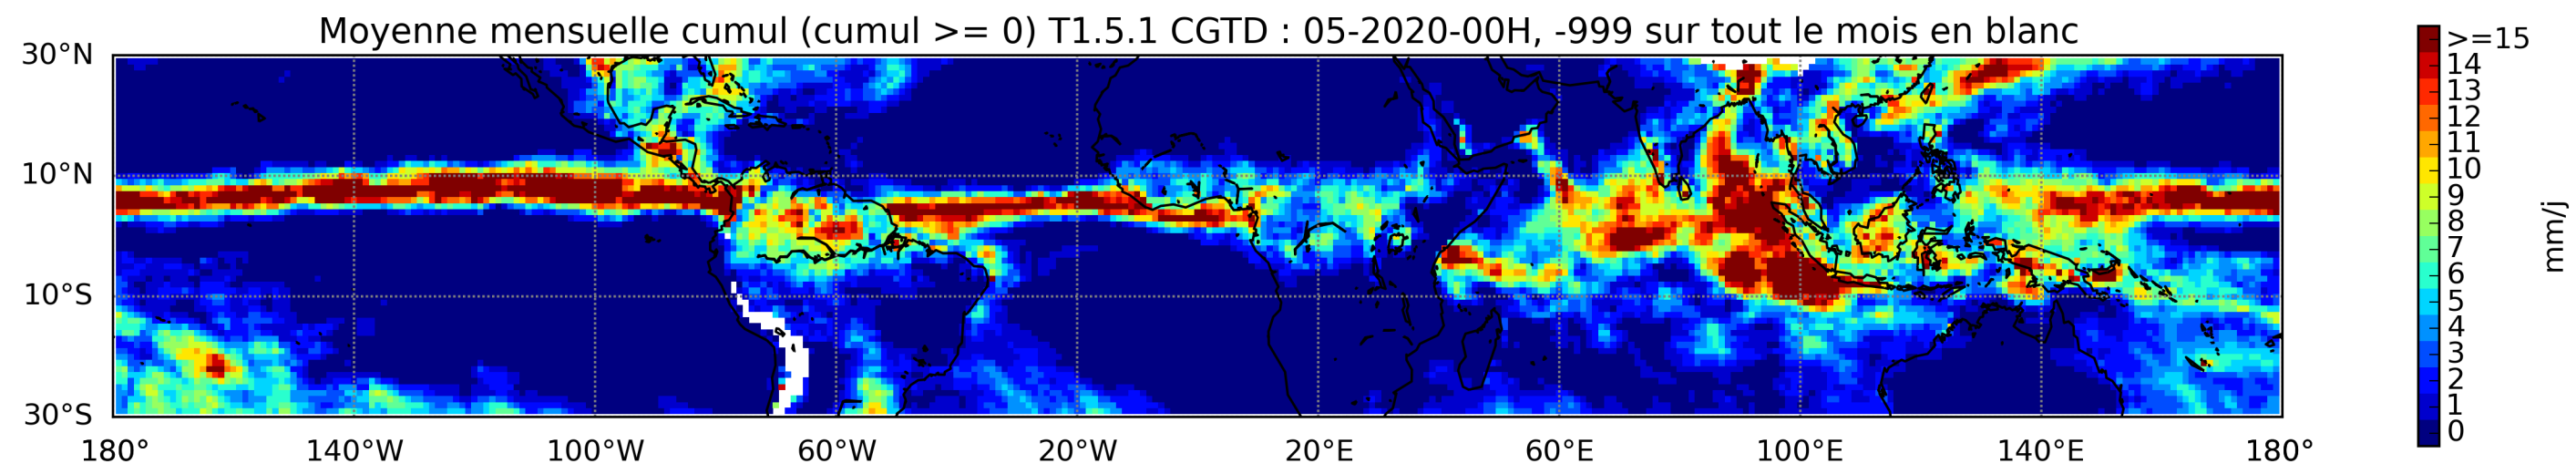 Moyenne mensuelle cumul (cumul >= 0) T1.5.1 CGTD : 05-2020-00H, -999 sur tout le mois en blanc
30°N
10°N
10°S
30°S
180°
140°W
100°W
60°W
20°W
20°E
60°E
100°E
140°E
180°
>=15
14
13
12
11
10
9
8
7
6
5
4
3
2
1
0
mm/j